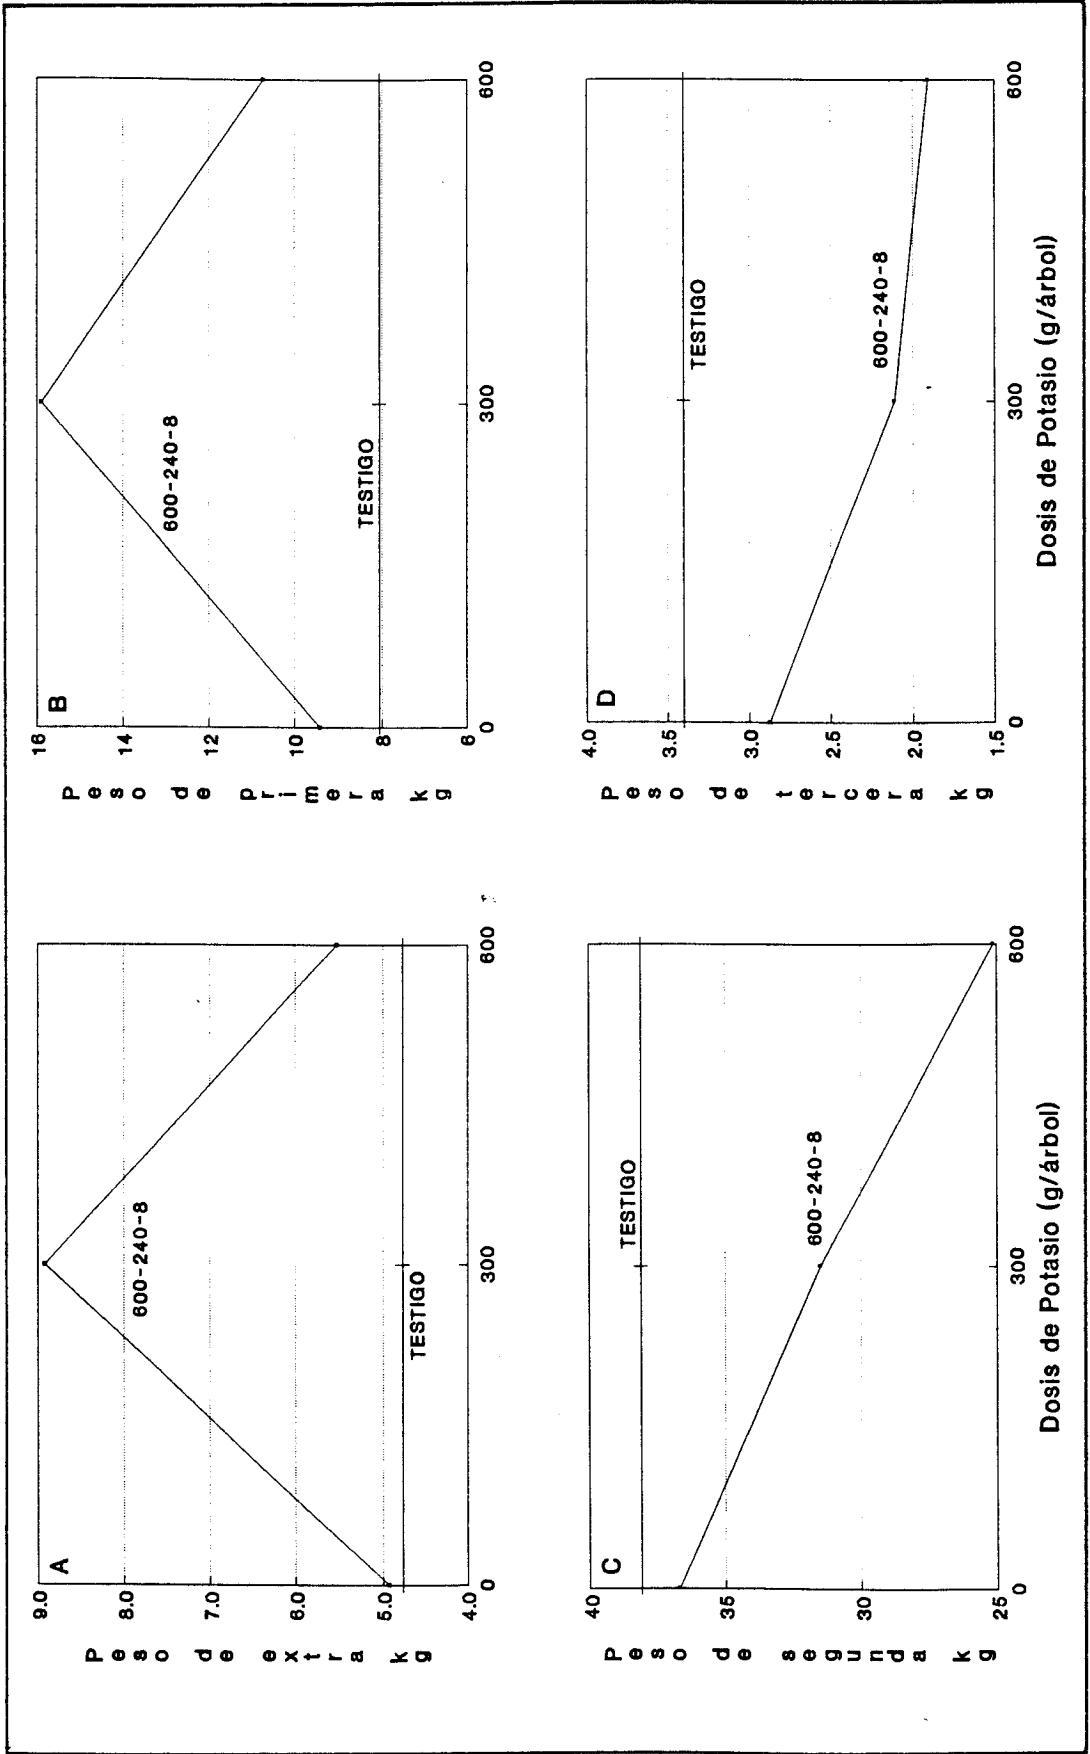 A
Peso de extra kg
9.0
8.0
7.0
6.0
5.0
4.0
600-240-8
TESTIGO
0
300
600
B
Peso de primera kg
16
14
12
10
8
6
600-240-8
TESTIGO
0
300
600
C
Peso de segunda kg
40
35
30
25
TESTIGO
600-240-8
0
300
600
Dosis de Potasio (g/árbol)
D
Peso de tercera kg
4.0
3.5
3.0
2.5
2.0
1.5
TESTIGO
600-240-8
0
300
600
Dosis de Potasio (g/árbol)